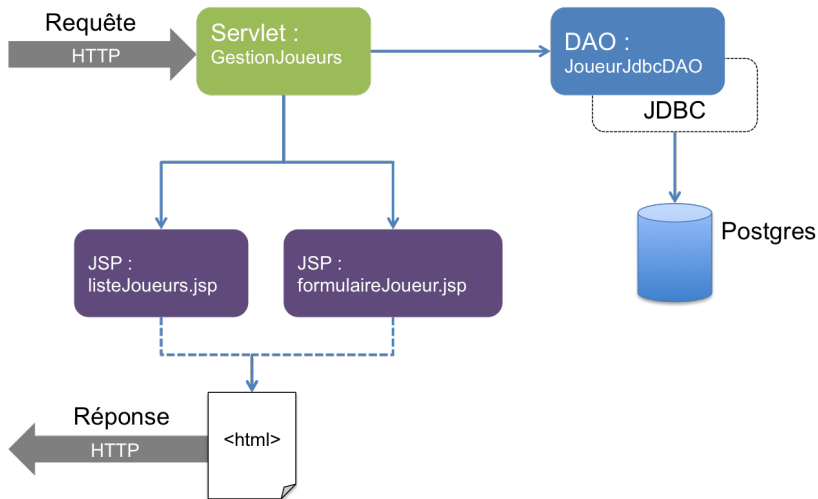 Requête
HTTP
Servlet :
GestionJoueurs
DAO :
JoueurJdbcDAO
JDBC
Postgres
JSP :
listeJoueurs.jsp
JSP :
formulaireJoueur.jsp
Réponse
HTTP
<html>